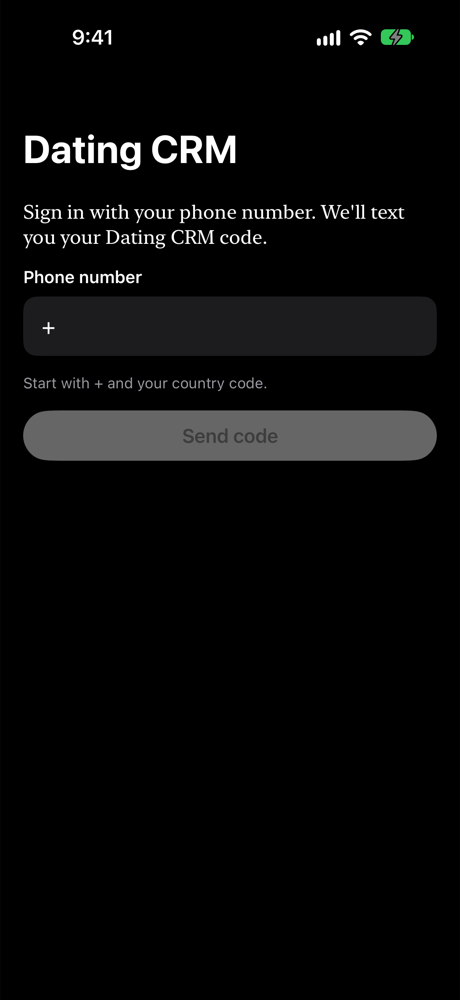 9:41
Dating CRM
Sign in with your phone number. We'll text
you your Dating CRM code.
Phone number
+
Start with + and your country code.
Send code